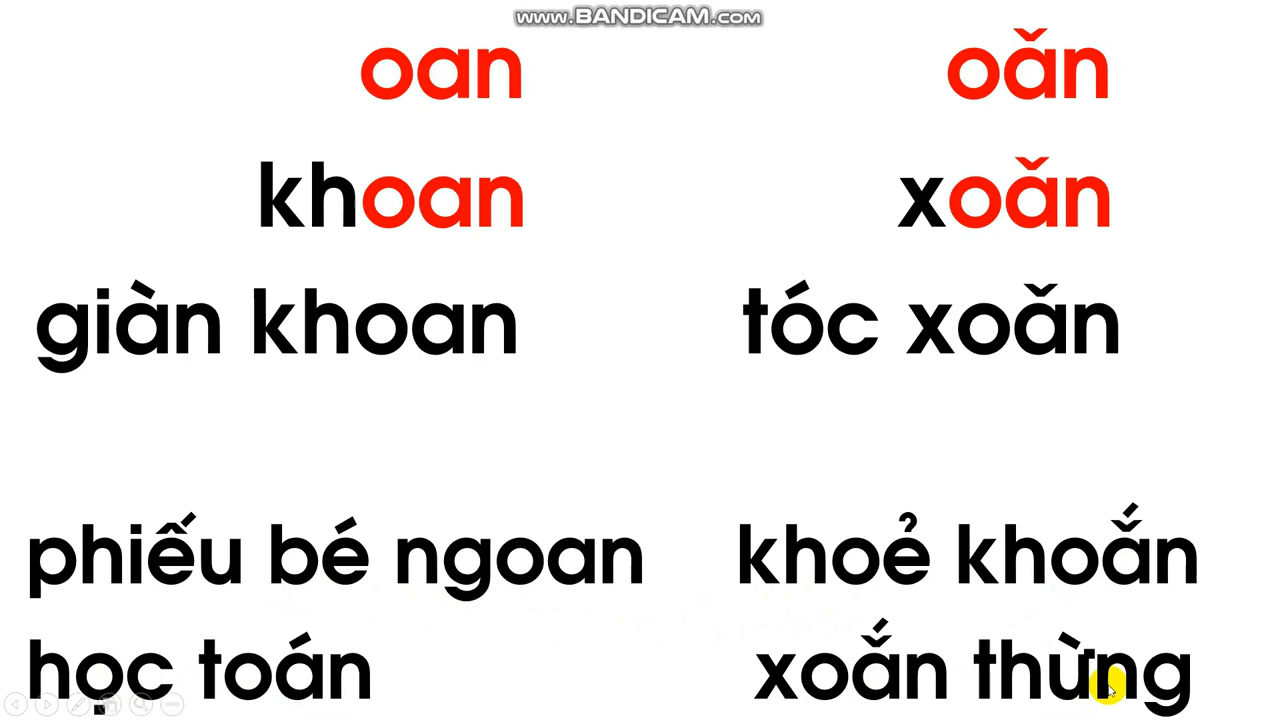 www.BANDICAM.com
oan
oăn
khoan
xoăn
giàn khoan
tóc xoăn
phiếu bé ngoan
khoẻ khoắn
học toán
xoắn thừng